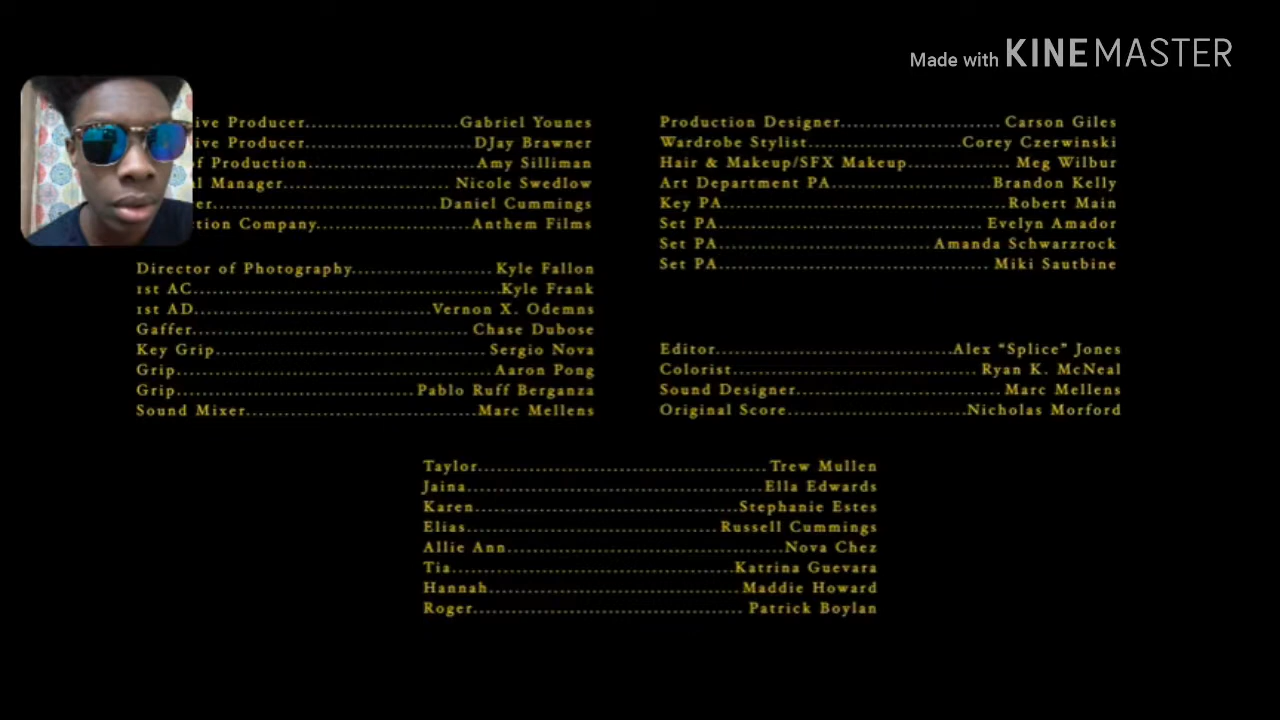 Made with KINEMASTER
ive Producer..............................Gabriel Younes
ive Producer................................DJay Brawner
f Production.................................Amy Silliman
l Manager................................ Nicole Swedlow
er............................................Daniel Cummings
tion Company..............................Anthem Films
Director of Photography............................ Kyle Fallon
1st AC......................................................Kyle Frank
1st AD............................................Vernon X. Odemns
Gaffer..................................................... Chase Dubose
Key Grip.................................................. Sergio Nova
Grip..........................................................Aaron Pong
Grip...............................................Pablo Ruff Berganza
Sound Mixer.............................................Marc Mellens
Production Designer............................... Carson Giles
Wardrobe Stylist...................................Corey Czerwinski
Hair & Makeup/SFX Makeup..................... Meg Wilbur
Art Department PA................................Brandon Kelly
Key PA...................................................... Robert Main
Set PA................................................... Evelyn Amador
Set PA..........................................Amanda Schwarzrock
Set PA.................................................... Miki Sautbine
Editor..............................................Alex “Splice” Jones
Colorist................................................ Ryan K. McNeal
Sound Designer...................................... Marc Mellens
Original Score...................................Nicholas Morford
Taylor...................................................... Trew Mullen
Jaina........................................................Ella Edwards
Karen.................................................Stephanie Estes
Elias................................................Russell Cummings
Allie Ann.....................................................Nova Chez
Tia......................................................Katrina Guevara
Hannah................................................Maddie Howard
Roger.................................................... Patrick Boylan